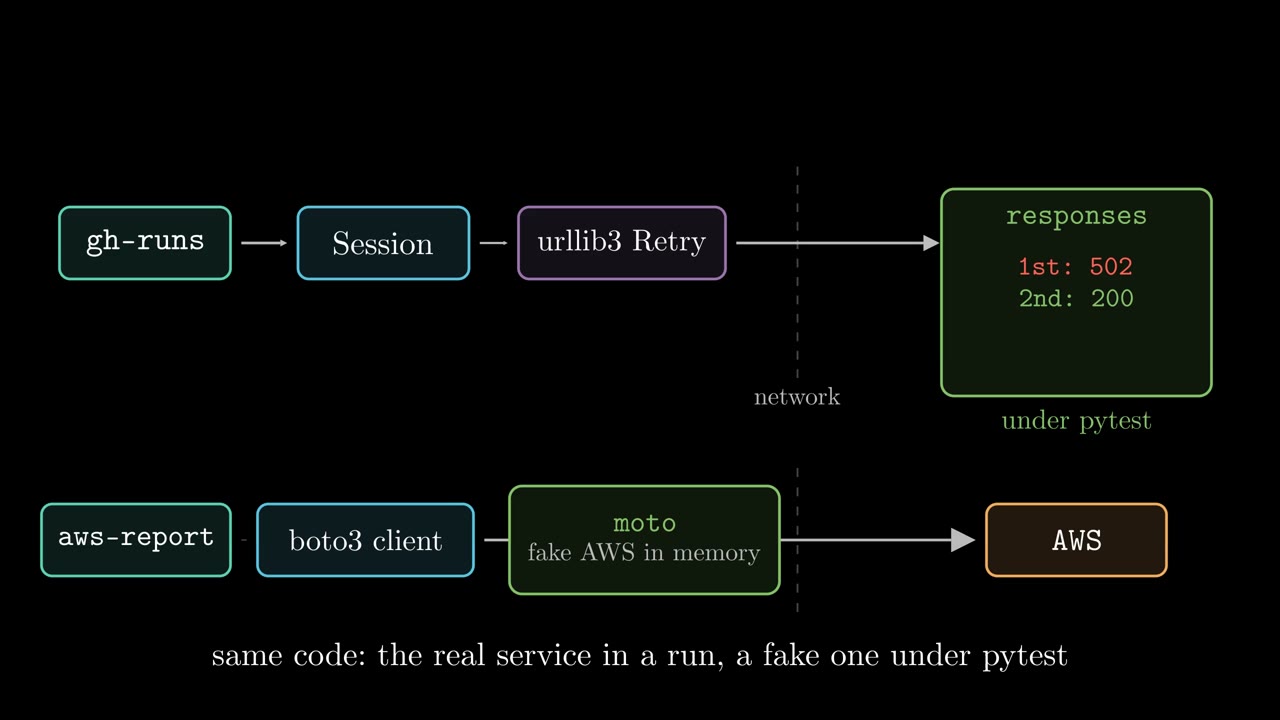 gh-runs
Session
urllib3 Retry
responses
1st: 502
2nd: 200
network
under pytest
aws-report
boto3 client
moto
fake AWS in memory
AWS
same code: the real service in a run, a fake one under pytest